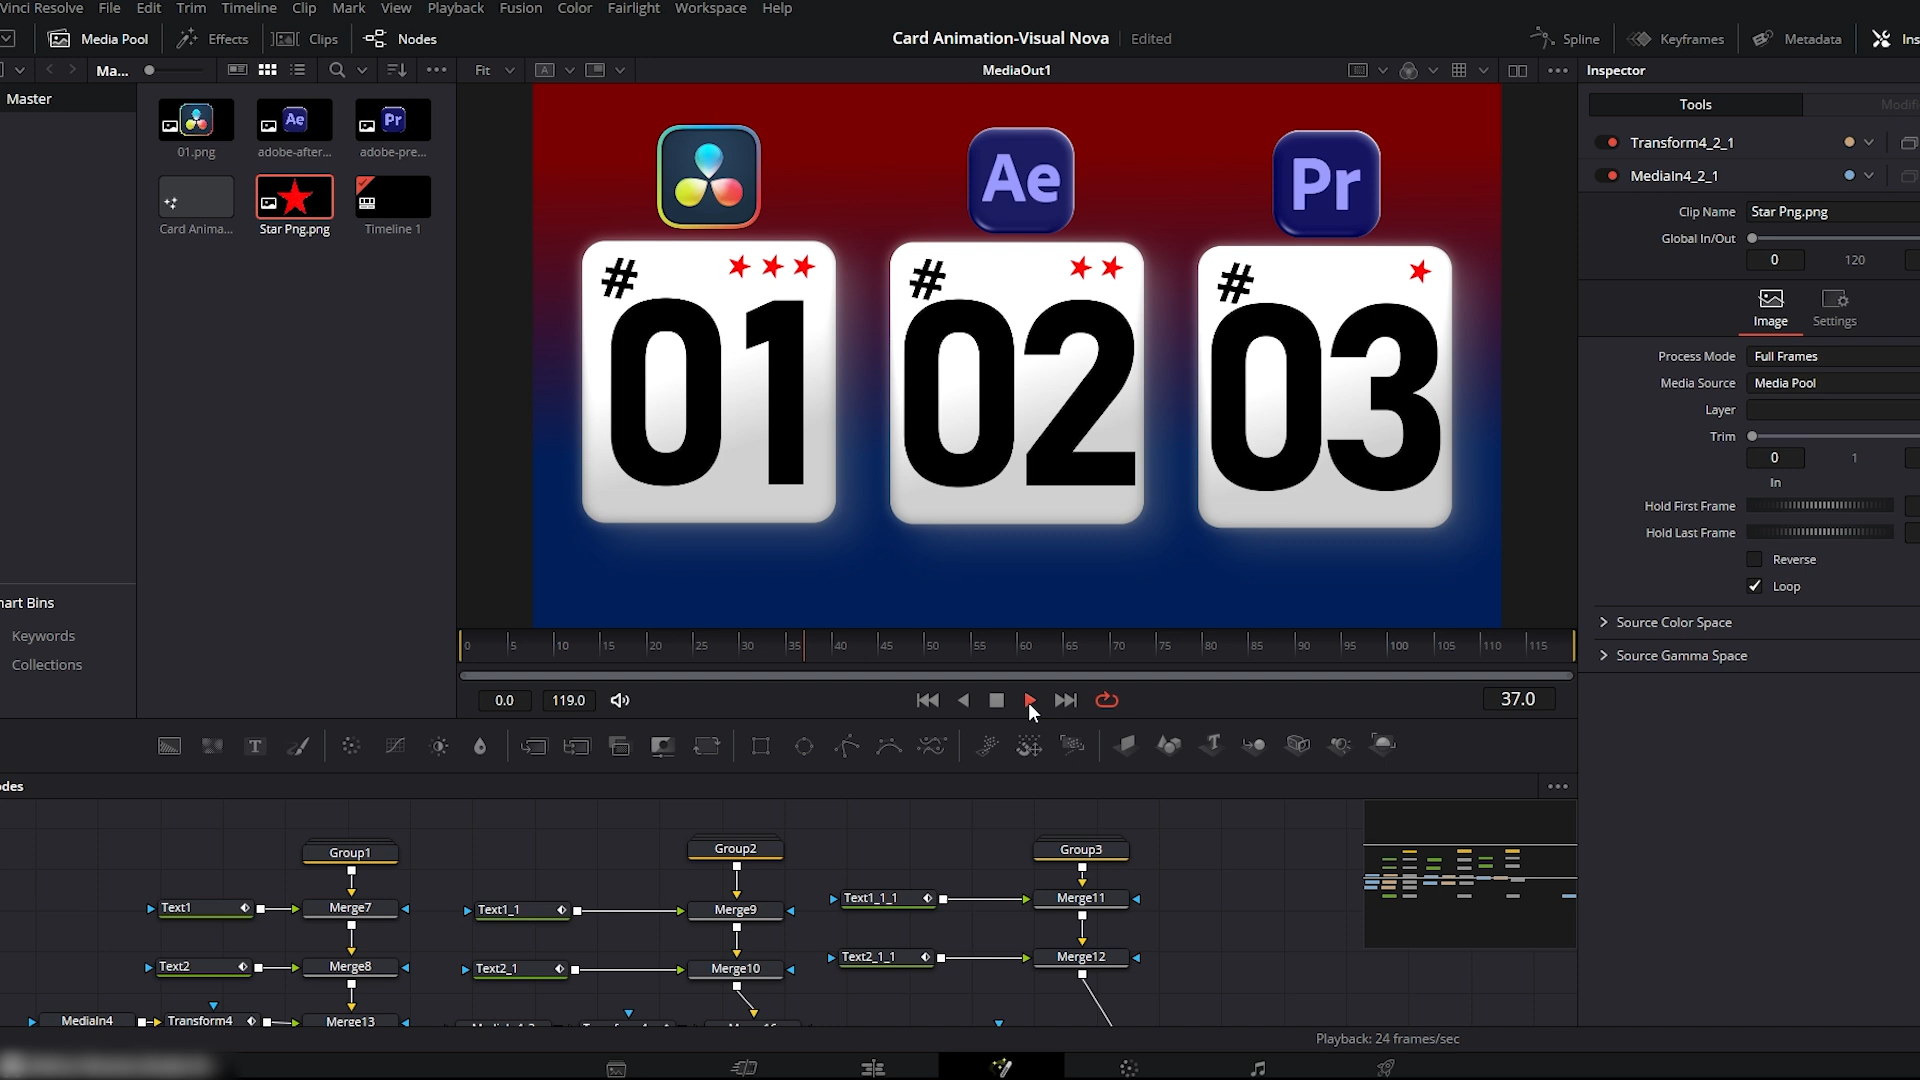 Vinci Resolve File Edit Trim Timeline Clip Mark View Playback Fusion Color Fairlight Workspace Help
Media Pool Effects Clips Nodes
Card Animation-Visual Nova Edited
Spline Keyframes Metadata Ins
Ma...
Fit
A
MediaOut1
Inspector
Master
01.png
adobe-after...
adobe-pre...
Card Anima...
Star Png.png
Timeline 1
Ae
Pr
Ae
Pr
#
01
#
02
#
03
Tools
Modifi
Transform4_2_1
MediaIn4_2_1
Clip Name Star Png.png
Global In/Out
0 120
Image Settings
Process Mode Full Frames
Media Source Media Pool
Layer
Trim
0 1
In
Hold First Frame
Hold Last Frame
Reverse
Loop
Source Color Space
Source Gamma Space
mart Bins
Keywords
Collections
0 5 10 15 20 25 30 35 40 45 50 55 60 65 70 75 80 85 90 95 100 105 110 115
0.0 119.0
37.0
T
T
odes
Group1
Group2
Group3
Text1
Merge7
Text1_1
Merge9
Text1_1_1
Merge11
Text2
Merge8
Text2_1
Merge10
Text2_1_1
Merge12
MediaIn4
Transform4
Merge13
Playback: 24 frames/sec